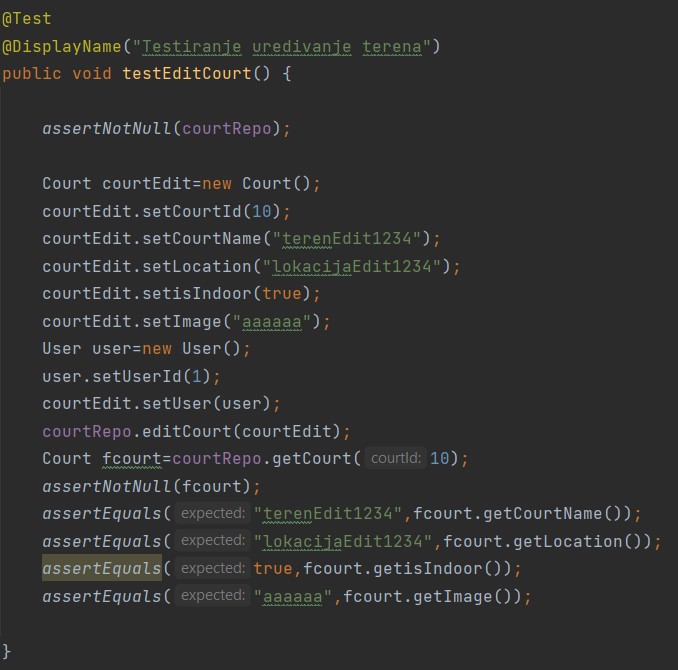 @Test
@DisplayName("Testiranje uredivanje terena")
public void testEditCourt() {
assertNotNull(courtRepo);
Court courtEdit=new Court();
courtEdit.setCourtId(10);
courtEdit.setCourtName("terenEdit1234");
courtEdit.setLocation("lokacijaEdit1234");
courtEdit.setisIndoor(true);
courtEdit.setImage("aaaaaa");
User user=new User();
user.setUserId(1);
courtEdit.setUser(user);
courtRepo.editCourt(courtEdit);
Court fcourt=courtRepo.getCourt( courtId: 10);
assertNotNull(fcourt);
assertEquals( expected: "terenEdit1234",fcourt.getCourtName());
assertEquals( expected: "lokacijaEdit1234",fcourt.getLocation());
assertEquals( expected: true,fcourt.getisIndoor());
assertEquals( expected: "aaaaaa",fcourt.getImage());
}